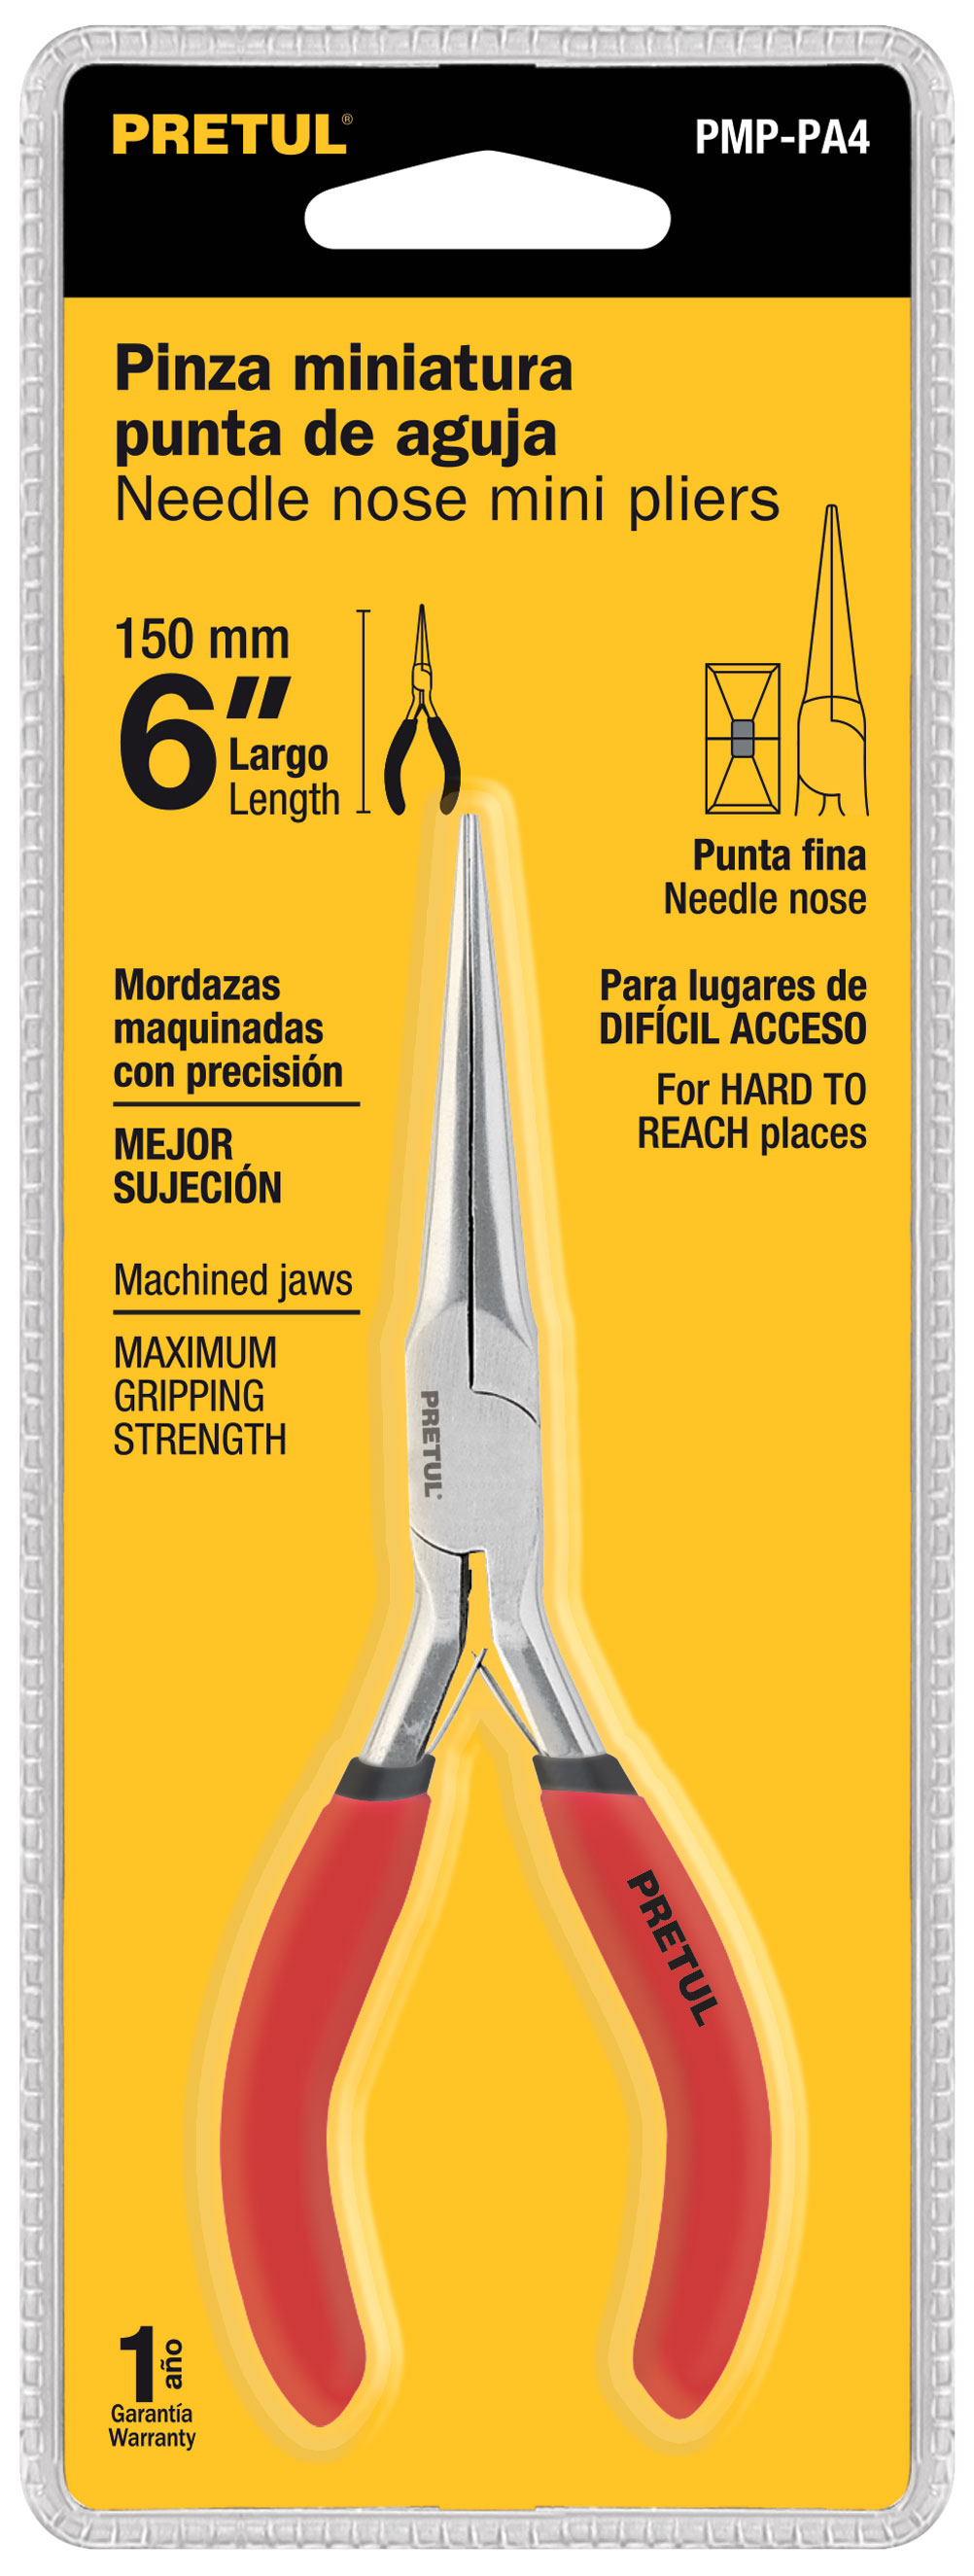 PRETUL®
PMP-PA4
Pinza miniatura
punta de aguja
Needle nose mini pliers
150 mm
6"
Largo
Length
Punta fina
Needle nose
Mordazas
maquinadas
con precisión
MEJOR
SUJECIÓN
Machined jaws
MAXIMUM
GRIPPING
STRENGTH
Para lugares de
DIFÍCIL ACCESO
For HARD TO
REACH places
PRETUL®
PRETUL
1 año
Garantía
Warranty